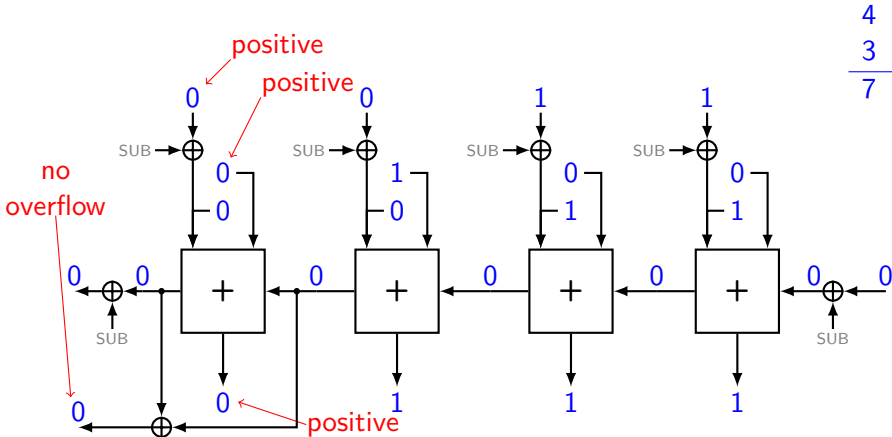 4
3
7
positive
positive
0 0 1 1
SUB SUB SUB SUB
no
overflow
0 1 0 0
0 0 1 1
0 0 0 0 0 0 0
+ + + +
SUB SUB
0 0 1 1 1
positive